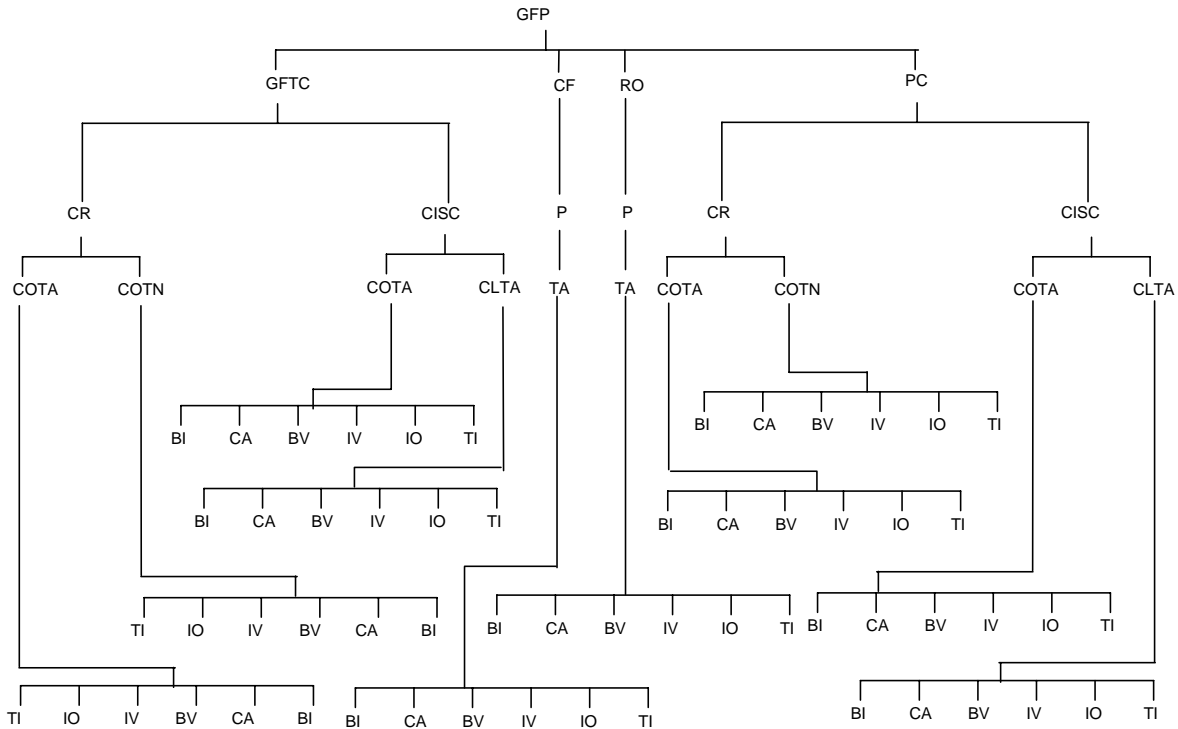 GFP
GFTC CF RO PC
CR CISC P P CR CISC
COTA COTN COTA CLTA TA TA COTA COTN COTA CLTA
BI CA BV IV IO TI
BI CA BV IV IO TI
BI CA BV IV IO TI
BI CA BV IV IO TI
TI IO IV BV CA BI
BI CA BV IV IO TI
BI CA BV IV IO TI
TI IO IV BV CA BI
BI CA BV IV IO TI
BI CA BV IV IO TI